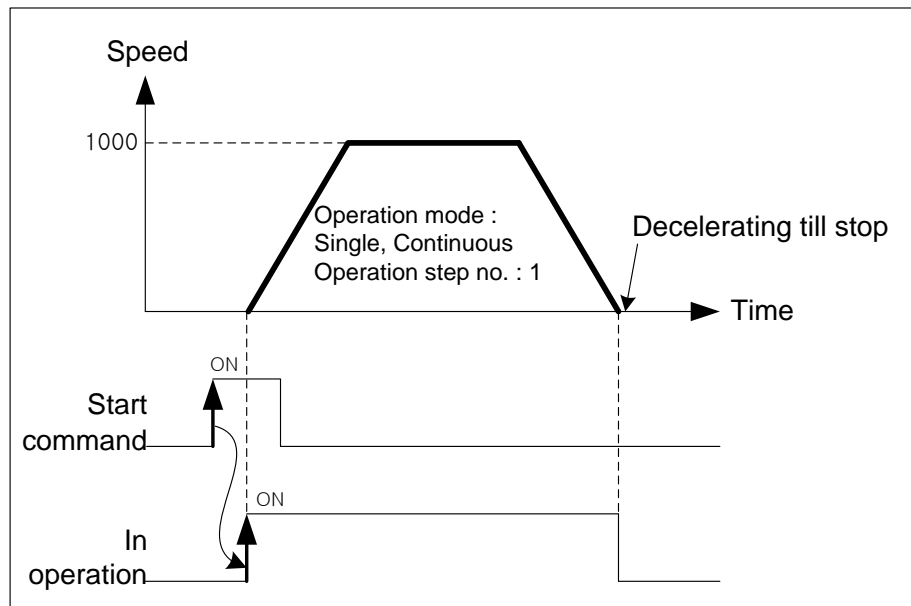 Speed
1000
Operation mode :
Single, Continuous
Operation step no. : 1
Decelerating till stop
Time
ON
Start
command
ON
In
operation